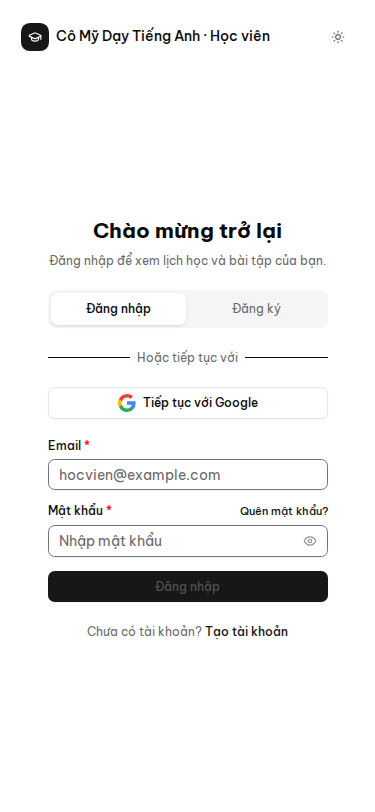 Cô Mỹ Dạy Tiếng Anh · Học viên
Chào mừng trở lại
Đăng nhập để xem lịch học và bài tập của bạn.
Đăng nhập
Đăng ký
Hoặc tiếp tục với
Tiếp tục với Google
Email *
hocvien@example.com
Mật khẩu *
Quên mật khẩu?
Nhập mật khẩu
Đăng nhập
Chưa có tài khoản? Tạo tài khoản